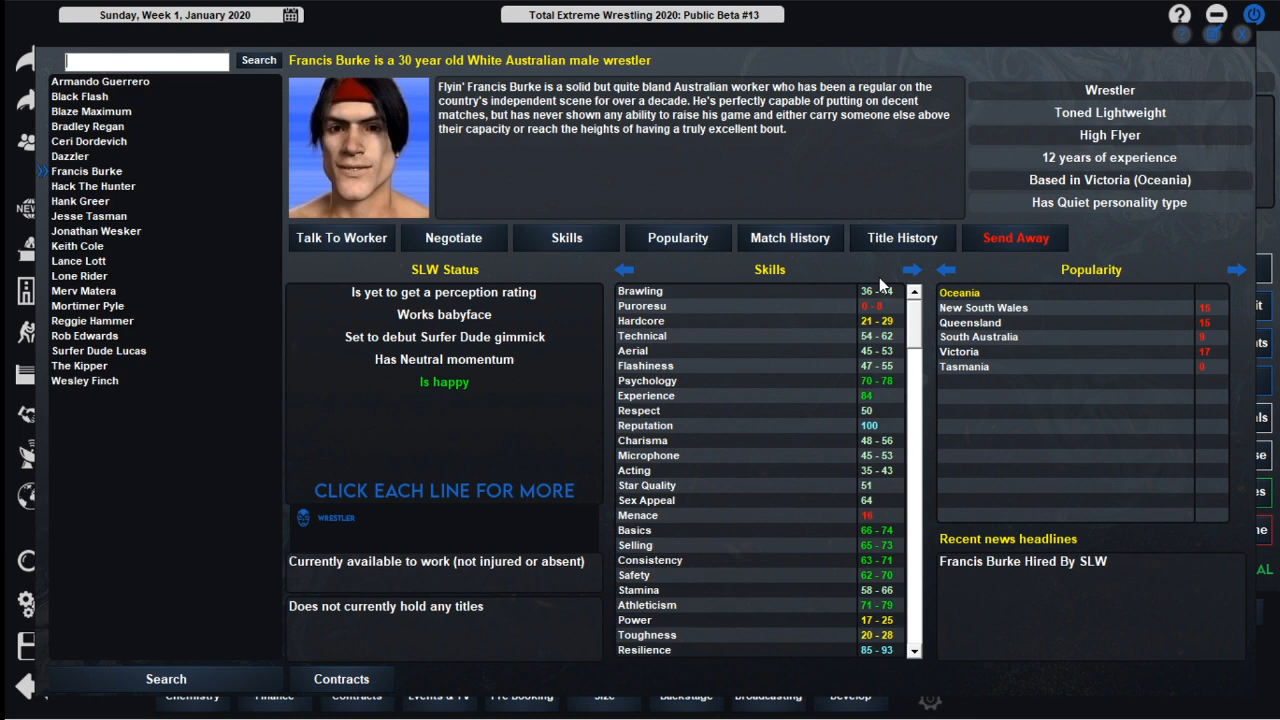 Sunday, Week 1, January 2020
Total Extreme Wrestling 2020: Public Beta #13
Search
Francis Burke is a 30 year old White Australian male wrestler
Armando Guerrero
Black Flash
Blaze Maximum
Bradley Regan
Ceri Dordevich
Dazzler
Francis Burke
Hack The Hunter
Hank Greer
Jesse Tasman
Jonathan Wesker
Keith Cole
Lance Lott
Lone Rider
Merv Matera
Mortimer Pyle
Reggie Hammer
Rob Edwards
Surfer Dude Lucas
The Kipper
Wesley Finch
Flyin' Francis Burke is a solid but quite bland Australian worker who has been a regular on the
country's independent scene for over a decade. He's perfectly capable of putting on decent
matches, but has never shown any ability to raise his game and either carry someone else above
their capacity or reach the heights of having a truly excellent bout.
Wrestler
Toned Lightweight
High Flyer
12 years of experience
Based in Victoria (Oceania)
Has Quiet personality type
Talk To Worker
Negotiate
Skills
Popularity
Match History
Title History
Send Away
SLW Status
Is yet to get a perception rating
Works babyface
Set to debut Surfer Dude gimmick
Has Neutral momentum
Is happy
CLICK EACH LINE FOR MORE
WRESTLER
Currently available to work (not injured or absent)
Does not currently hold any titles
Skills
Brawling 36 - 44
Puroresu 0 - 8
Hardcore 21 - 29
Technical 54 - 62
Aerial 45 - 53
Flashiness 47 - 55
Psychology 70 - 78
Experience 84
Respect 50
Reputation 100
Charisma 48 - 56
Microphone 45 - 53
Acting 35 - 43
Star Quality 51
Sex Appeal 64
Menace 16
Basics 66 - 74
Selling 65 - 73
Consistency 63 - 71
Safety 62 - 70
Stamina 58 - 66
Athleticism 71 - 79
Power 17 - 25
Toughness 20 - 28
Resilience 85 - 93
Popularity
Oceania
New South Wales 15
Queensland 15
South Australia 9
Victoria 17
Tasmania 0
Recent news headlines
Francis Burke Hired By SLW
Search
Contracts
Chemistry
Finance
Contracts
Events & TV
Pre Booking
Size
Backstage
Broadcasting
Develop